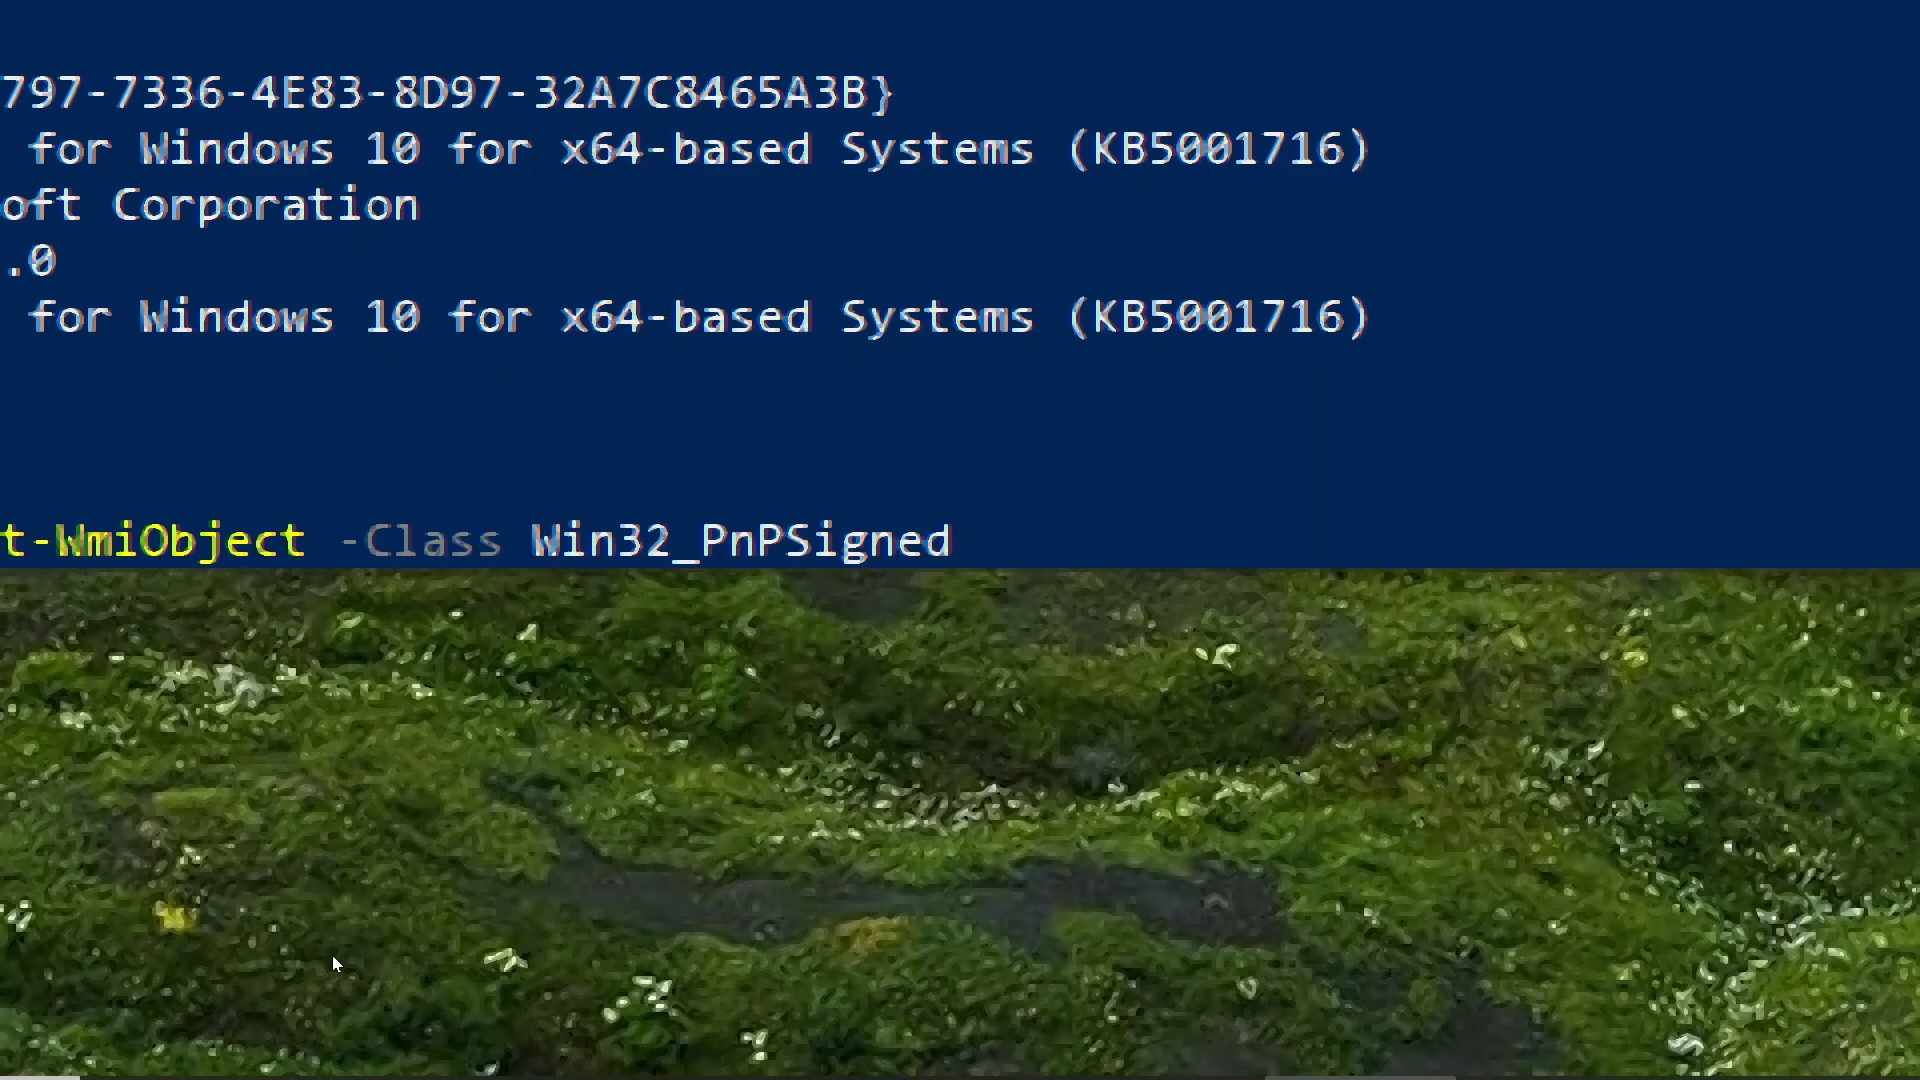 797-7336-4E83-8D97-32A7C8465A3B}
for Windows 10 for x64-based Systems (KB5001716)
oft Corporation
.0
for Windows 10 for x64-based Systems (KB5001716)
t-WmiObject -Class Win32_PnPSigned